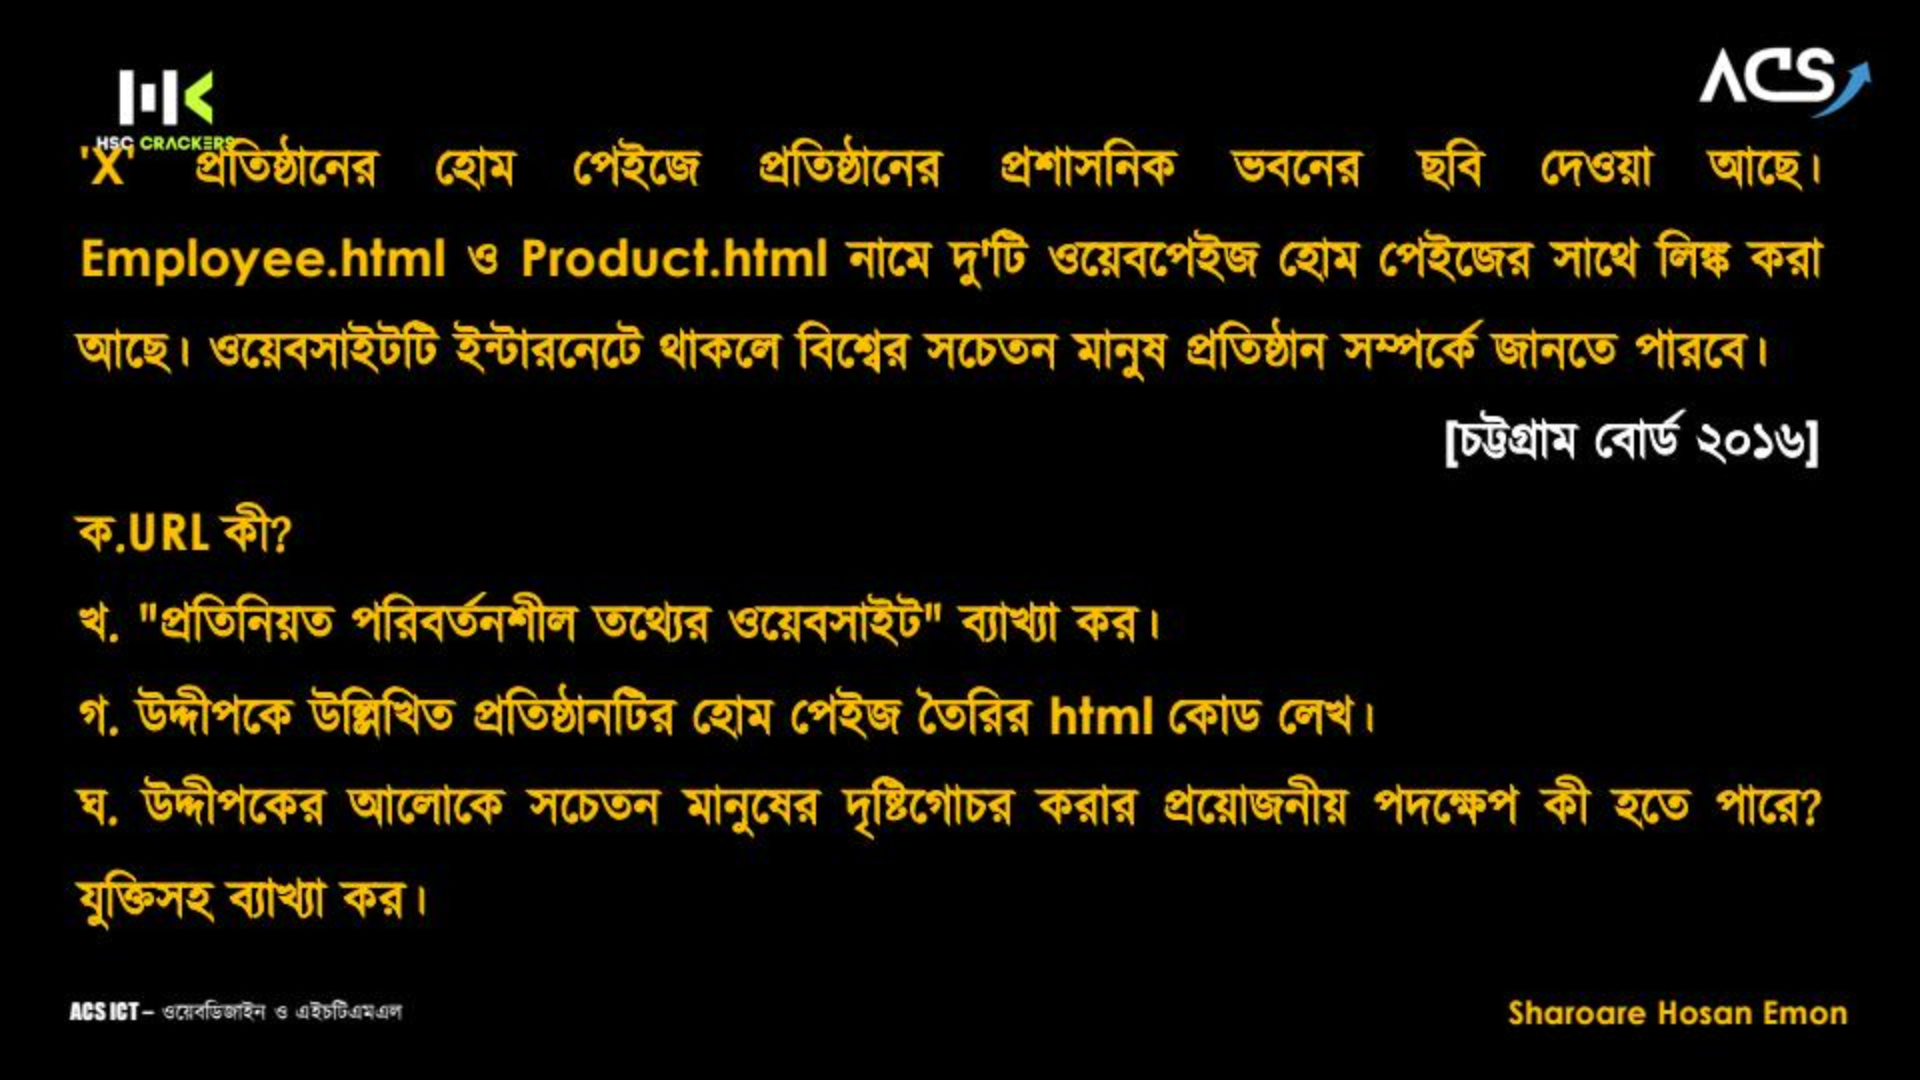 ACS
HSC CRACKERS
'X' প্রতিষ্ঠানের হোম পেইজে প্রতিষ্ঠানের প্রশাসনিক ভবনের ছবি দেওয়া আছে।
Employee.html ও Product.html নামে দু'টি ওয়েবপেইজ হোম পেইজের সাথে লিঙ্ক করা
আছে। ওয়েবসাইটটি ইন্টারনেটে থাকলে বিশ্বের সচেতন মানুষ প্রতিষ্ঠান সম্পর্কে জানতে পারবে।
[চট্টগ্রাম বোর্ড ২০১৬]
ক.URL কী?
খ. "প্রতিনিয়ত পরিবর্তনশীল তথ্যের ওয়েবসাইট" ব্যাখ্যা কর।
গ. উদ্দীপকে উল্লিখিত প্রতিষ্ঠানটির হোম পেইজ তৈরির html কোড লেখ।
ঘ. উদ্দীপকের আলোকে সচেতন মানুষের দৃষ্টিগোচর করার প্রয়োজনীয় পদক্ষেপ কী হতে পারে?
যুক্তিসহ ব্যাখ্যা কর।
ACS ICT – ওয়েবডিজাইন ও এইচটিএমএল
Sharoare Hosan Emon